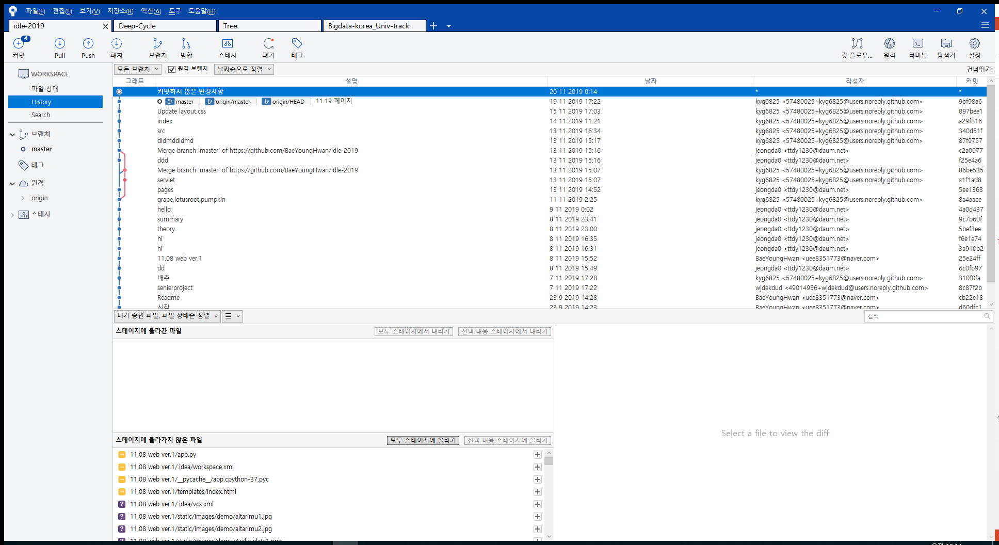 파일(F) 편집(E) 보기(V) 저장소(R) 액션(A) 도구 도움말(H)
idle-2019 Deep-Cycle Tree Bigdata-korea_Univ-track
4
커밋 Pull Push 패치 브랜치 병합 스태시 폐기 태그 깃 플로우... 원격 터미널 탐색기 설정
WORKSPACE
파일 상태
History
Search
브랜치
master
태그
원격
origin
스태시
모든 브랜치 원격 브랜치 날짜순으로 정렬 건너뛰기:
그래프 설명 날짜 작성자 커밋
커밋하지 않은 변경사항 20 11 2019 0:14 * *
master origin/master origin/HEAD 11.19 페이지 19 11 2019 17:22 kyg6825 <57480025+kyg6825@users.noreply.github.com> 9bf98a6
Update layout.css 15 11 2019 17:03 kyg6825 <57480025+kyg6825@users.noreply.github.com> 897bee1
index 14 11 2019 11:21 kyg6825 <57480025+kyg6825@users.noreply.github.com> a29f816
src 13 11 2019 16:34 kyg6825 <57480025+kyg6825@users.noreply.github.com> 340d51f
dldmddldmd 13 11 2019 15:17 kyg6825 <57480025+kyg6825@users.noreply.github.com> 87f9757
Merge branch 'master' of https://github.com/BaeYoungHwan/idle-2019 13 11 2019 15:16 jeongda0 <ttdy1230@daum.net> c2a0977
ddd 13 11 2019 15:16 jeongda0 <ttdy1230@daum.net> f25e4a6
Merge branch 'master' of https://github.com/BaeYoungHwan/idle-2019 13 11 2019 15:07 kyg6825 <57480025+kyg6825@users.noreply.github.com> 86be535
servlet 13 11 2019 15:07 kyg6825 <57480025+kyg6825@users.noreply.github.com> a1f1ad8
pages 13 11 2019 14:52 jeongda0 <ttdy1230@daum.net> 5ee1363
grape,lotusroot,pumpkin 11 11 2019 2:25 kyg6825 <57480025+kyg6825@users.noreply.github.com> 8a4aace
hello 9 11 2019 0:02 jeongda0 <ttdy1230@daum.net> 4a0d437
summary 8 11 2019 23:41 jeongda0 <ttdy1230@daum.net> 9c7b60f
theory 8 11 2019 23:00 jeongda0 <ttdy1230@daum.net> 5bef3ee
hi 8 11 2019 16:35 jeongda0 <ttdy1230@daum.net> f6e1e74
hi 8 11 2019 16:31 jeongda0 <ttdy1230@daum.net> 3a910b2
11.08 web ver.1 8 11 2019 15:52 BaeYoungHwan <uee8351773@naver.com> 25e24ff
dd 8 11 2019 15:49 jeongda0 <ttdy1230@daum.net> 6c0fb97
배추 7 11 2019 17:28 kyg6825 <57480025+kyg6825@users.noreply.github.com> 310f0fa
senierproject 7 11 2019 17:22 wjdekdud <49014956+wjdekdud@users.noreply.github.com> 8c87f2b
Readme 23 9 2019 14:28 BaeYoungHwan <uee8351773@naver.com> cb22e18
시작 23 9 2019 14:23 BaeYoungHwan <uee8351773@naver.com> d60dfc1
대기 중인 파일, 파일 상태순 정렬 검색
스테이지에 올라간 파일 모두 스테이지에서 내리기 선택 내용 스테이지에서 내리기
Select a file to view the diff
스테이지에 올라가지 않은 파일 모두 스테이지에 올리기 선택 내용 스테이지에 올리기
11.08 web ver.1/app.py
11.08 web ver.1/.idea/workspace.xml
11.08 web ver.1/__pycache__/app.cpython-37.pyc
11.08 web ver.1/templates/index.html
11.08 web ver.1/.idea/vcs.xml
11.08 web ver.1/static/images/demo/altarimu1.jpg
11.08 web ver.1/static/images/demo/altarimu2.jpg
11.08 web ver.1/static/images/demo/Aralia elata1.png